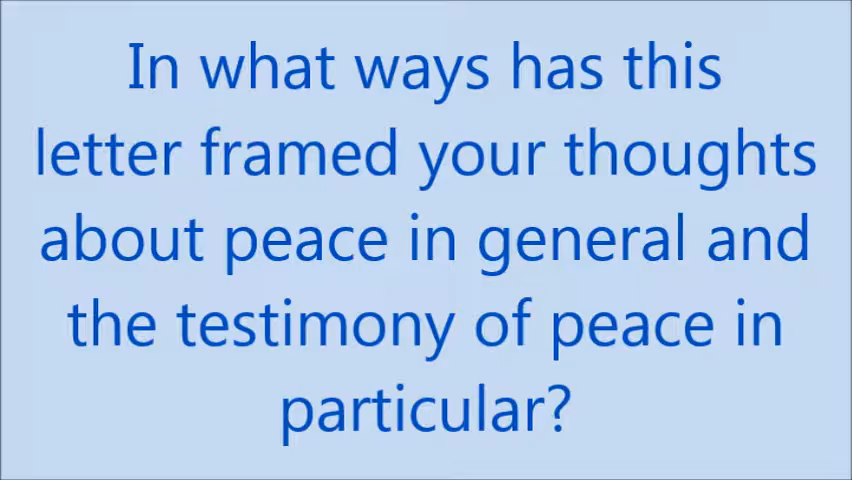 In what ways has this
letter framed your thoughts
about peace in general and
the testimony of peace in
particular?